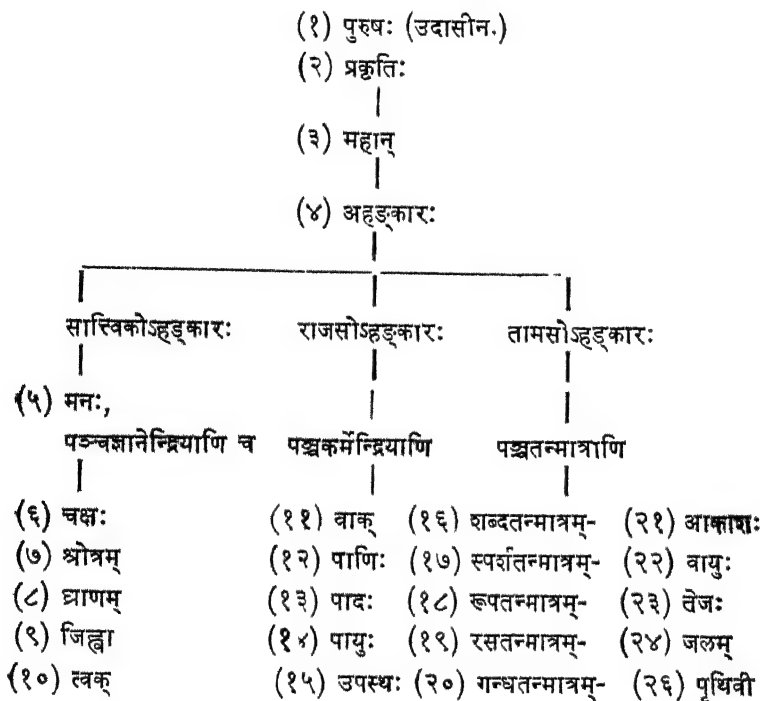 (१) पुरुषः (उदासीन.)
(२) प्रकृतिः
(३) महान्
(४) अहङ्कारः
सात्त्विकोऽहड्कारः राजसोऽहङ्कारः तामसोऽहड्कारः
(५) मनः,
पञ्चज्ञानेन्द्रियाणि च पञ्चकर्मेन्द्रियाणि पञ्चतन्मात्राणि
(६) चक्षः (११) वाक् (१६) शब्दतन्मात्रम्- (२१) आकाशः
(७) श्रोत्रम् (१२) पाणिः (१७) स्पर्शतन्मात्रम्- (२२) वायुः
(८) घ्राणम् (१३) पादः (१८) रूपतन्मात्रम्- (२३) तेजः
(९) जिह्वा (१४) पायुः (१९) रसतन्मात्रम्- (२४) जलम्
(१०) त्वक् (१५) उपस्थः (२०) गन्धतन्मात्रम्- (२६) पृथिवी